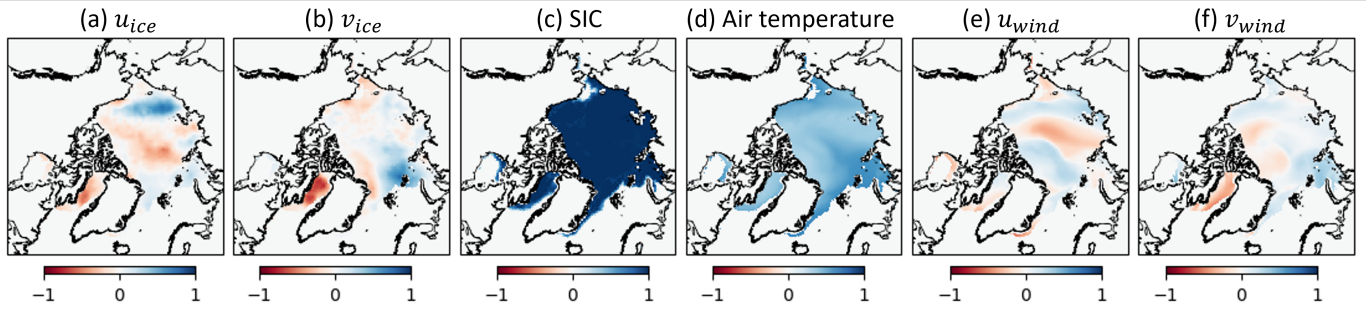 (a) u_ice (b) v_ice (c) SIC (d) Air temperature (e) u_wind (f) v_wind
−1 0 1 −1 0 1 −1 0 1 −1 0 1 −1 0 1 −1 0 1